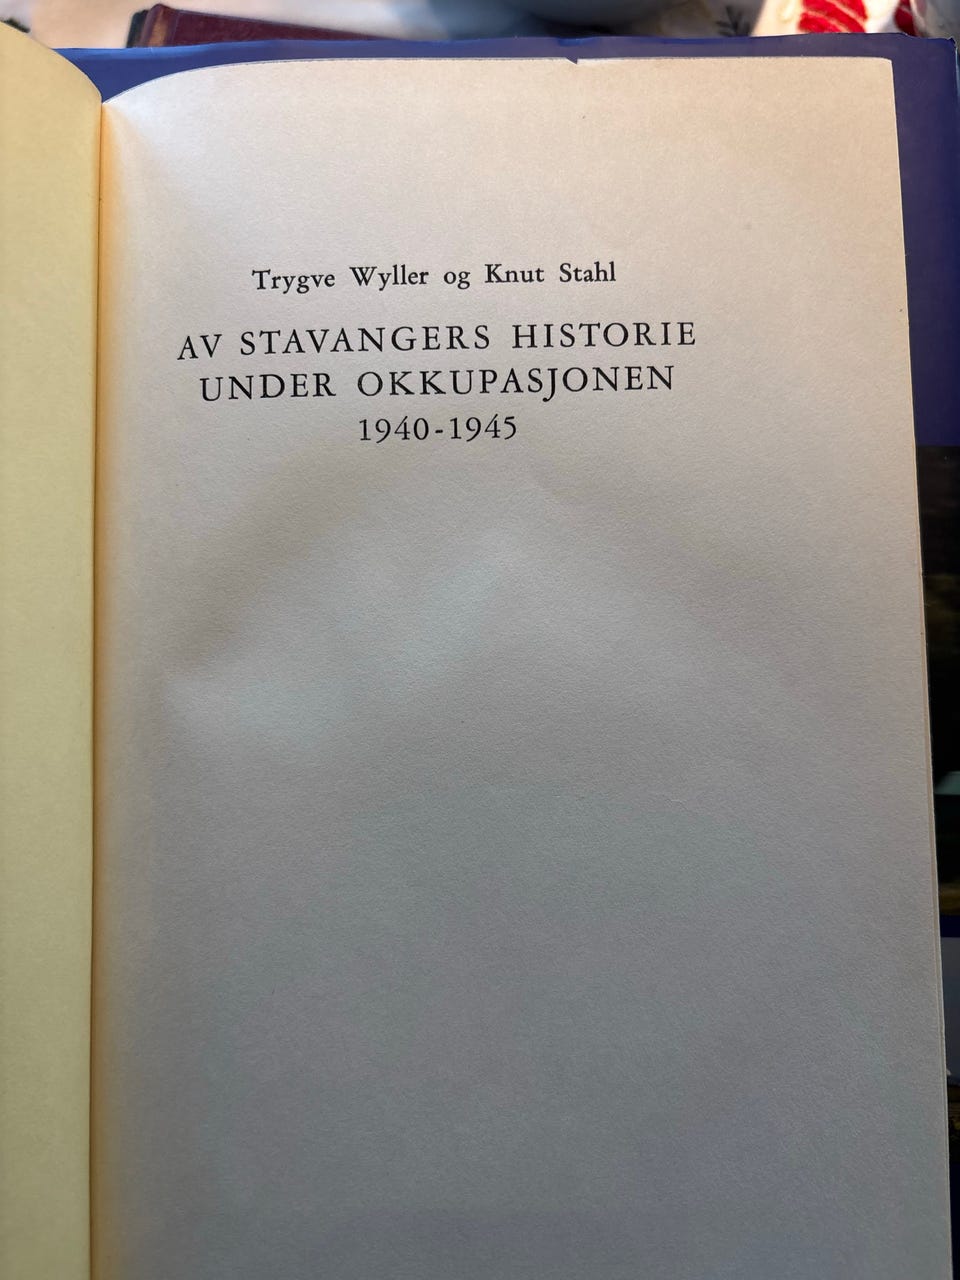 Trygve Wyller og Knut Stahl
AV STAVANGERS HISTORIE
UNDER OKKUPASJONEN
1940-1945